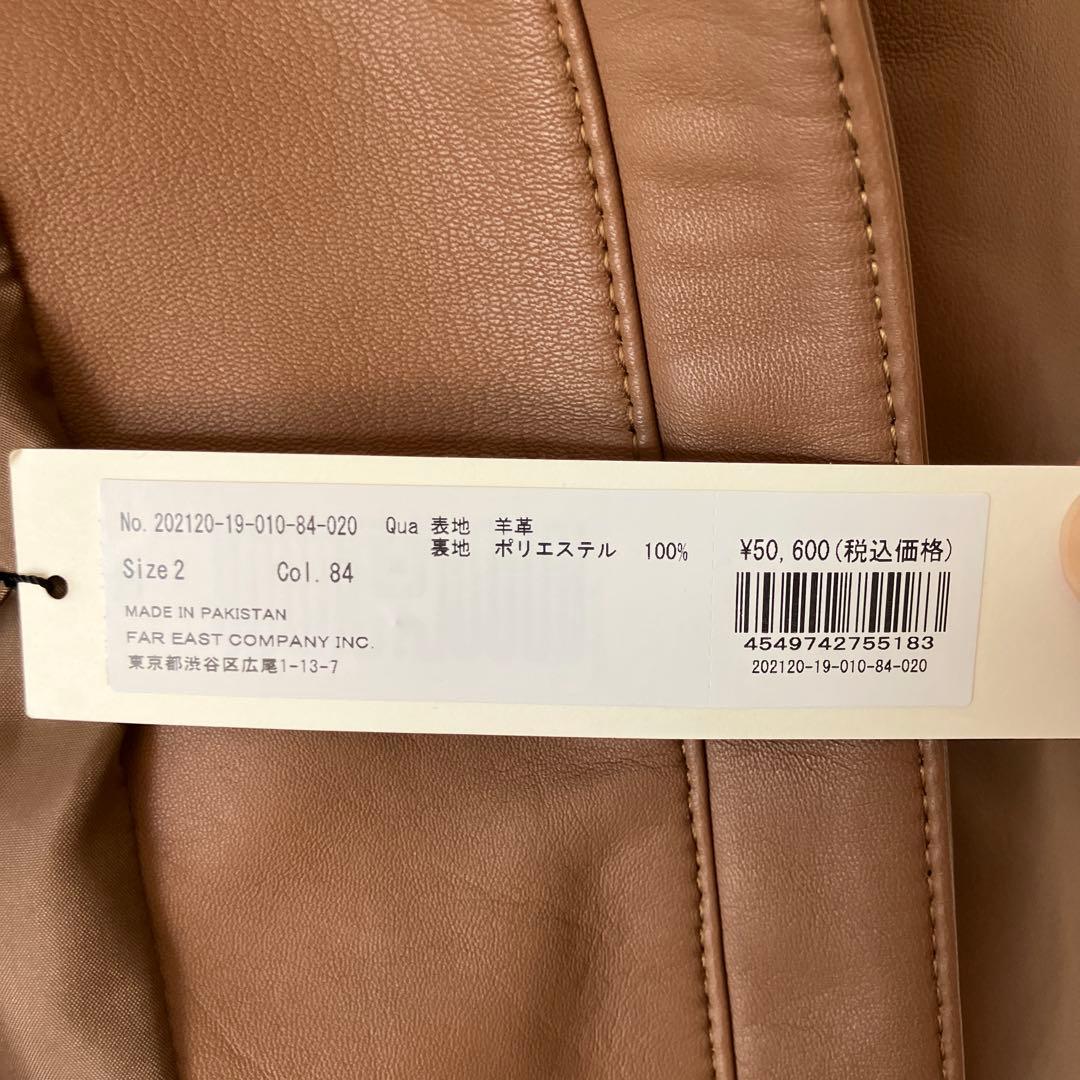 No. 202120-19-010-84-020 Qua 表地 羊革
裏地 ポリエステル 100%
Size 2 Col. 84
MADE IN PAKISTAN
FAR EAST COMPANY INC.
東京都渋谷区広尾1-13-7
¥50,600(税込価格)
4549742755183
202120-19-010-84-020